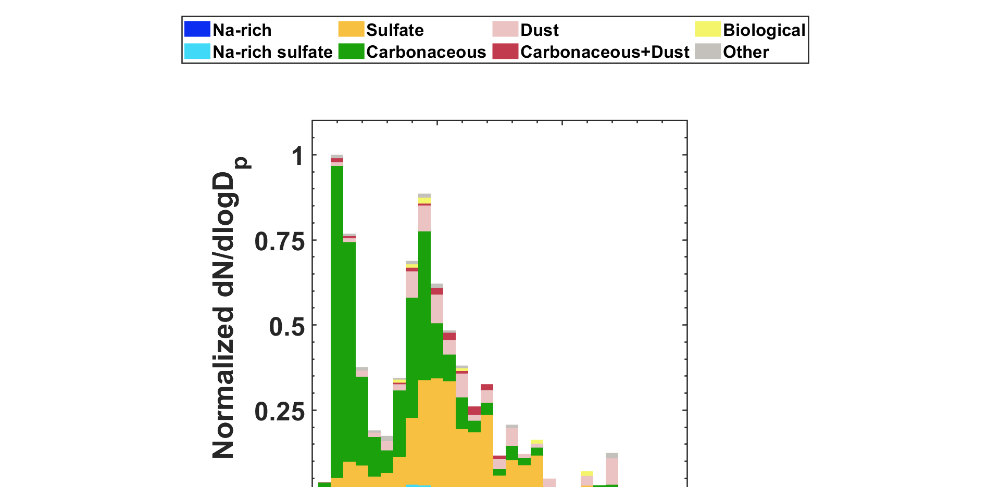 Na-rich
Sulfate
Dust
Biological
Na-rich sulfate
Carbonaceous
Carbonaceous+Dust
Other
1
0.75
0.5
0.25
Normalized dN/dlogDp